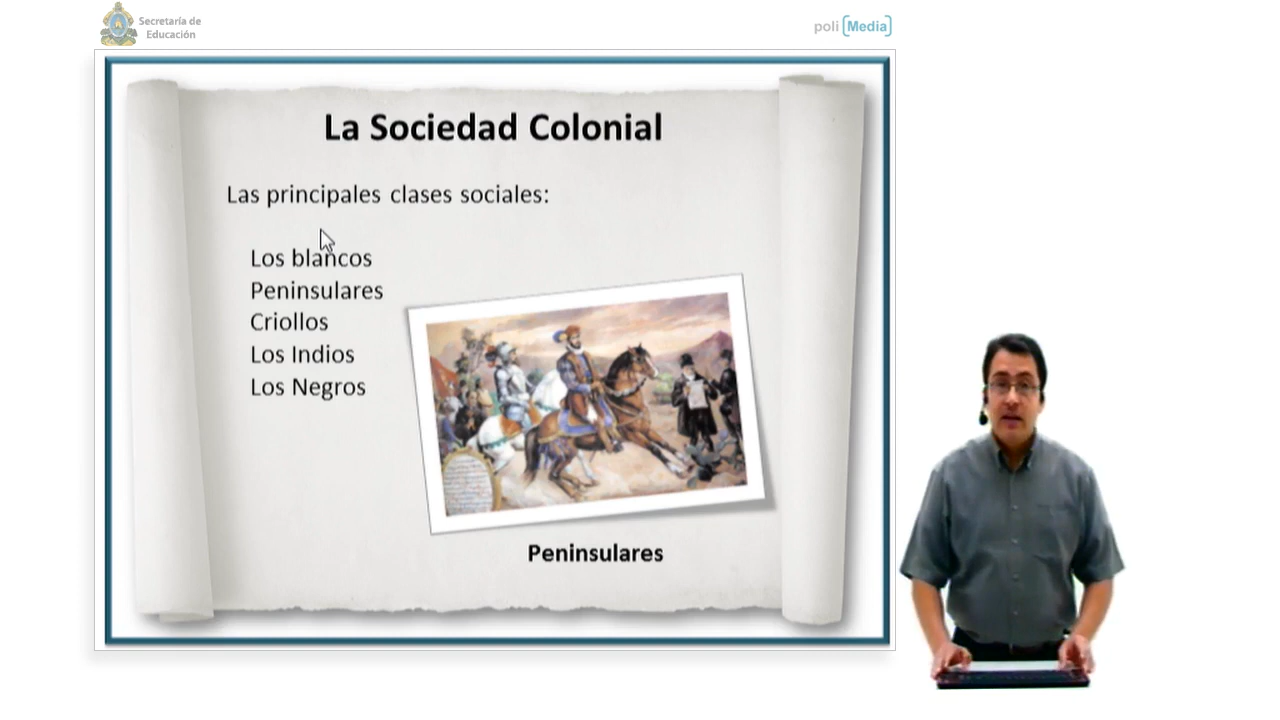 Secretaría de
Educación
poli [Media]
La Sociedad Colonial
Las principales clases sociales:
Los blancos
Peninsulares
Criollos
Los Indios
Los Negros
Peninsulares